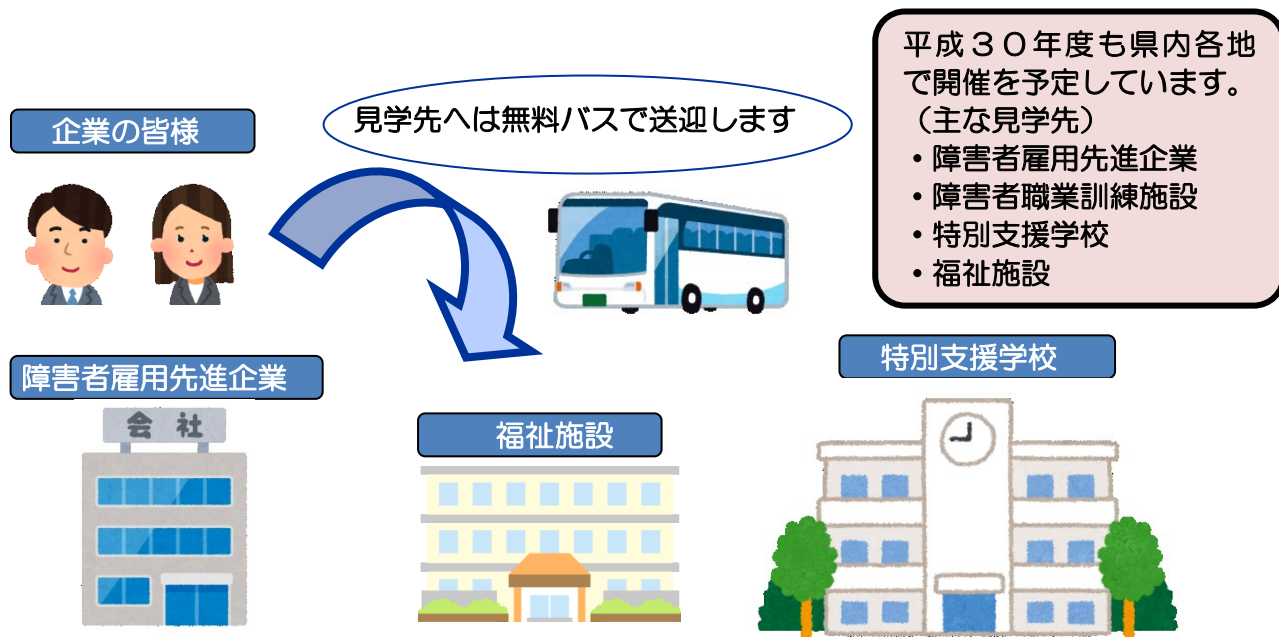 企業の皆様
見学先へは無料バスで送迎します
平成３０年度も県内各地
で開催を予定しています。
（主な見学先）
・障害者雇用先進企業
・障害者職業訓練施設
・特別支援学校
・福祉施設
障害者雇用先進企業
会社
福祉施設
特別支援学校